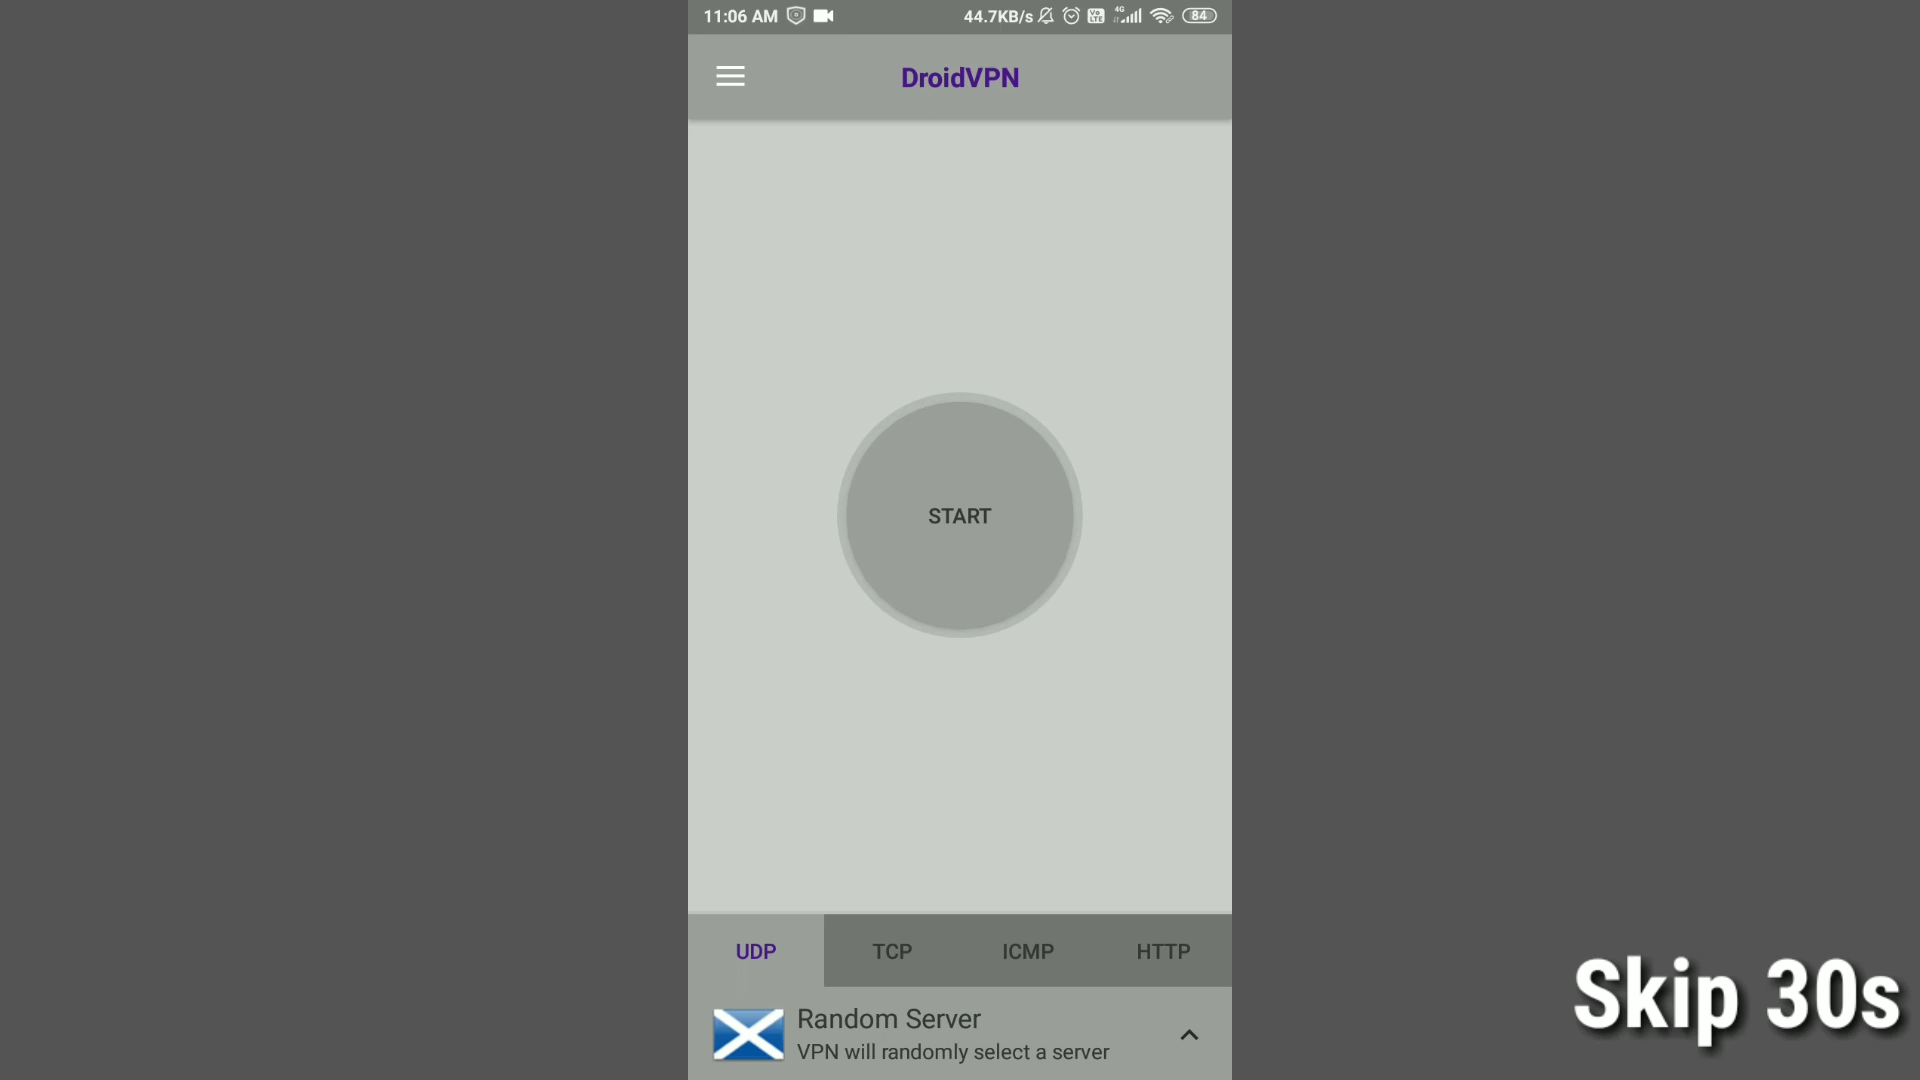 11:06 AM 44.7KB/s 4G 84
DroidVPN
START
UDP TCP ICMP HTTP
Random Server
VPN will randomly select a server
Skip 30s